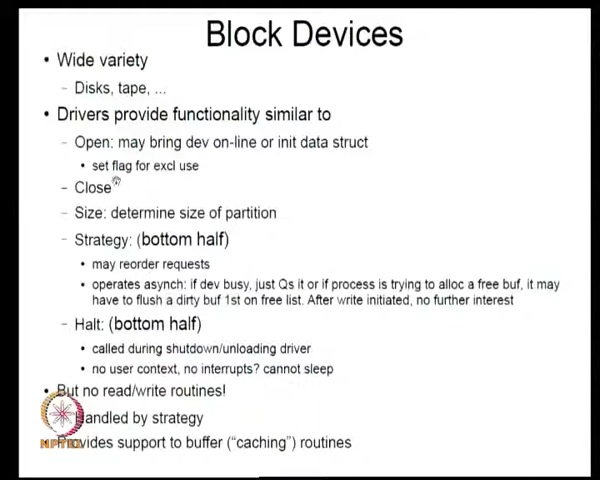 Block Devices
• Wide variety
– Disks, tape, ...
• Drivers provide functionality similar to
– Open: may bring dev on-line or init data struct
• set flag for excl use
– Close
– Size: determine size of partition
– Strategy: (bottom half)
• may reorder requests
• operates asynch: if dev busy, just Qs it or if process is trying to alloc a free buf, it may
have to flush a dirty buf 1st on free list. After write initiated, no further interest
– Halt: (bottom half)
• called during shutdown/unloading driver
• no user context, no interrupts? cannot sleep
• But no read/write routines!
Handled by strategy
Provides support to buffer ("caching") routines
NPTEL